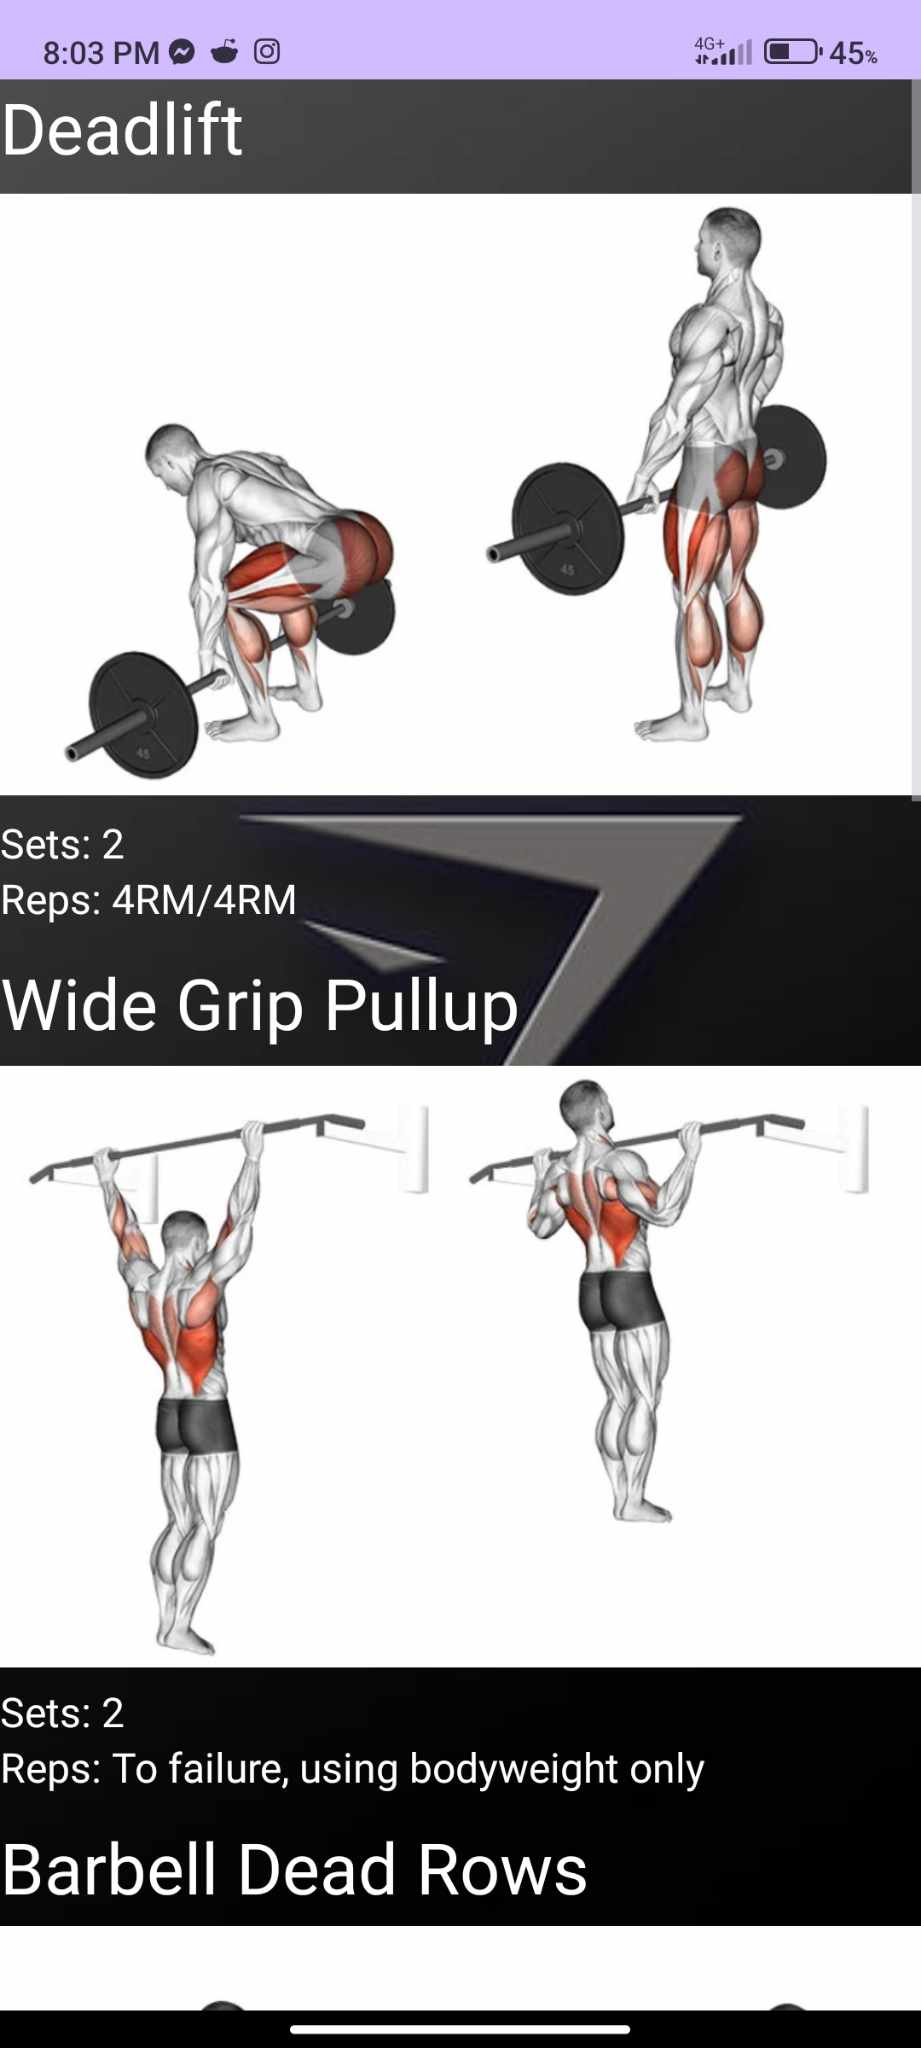 8:03 PM
4G+
45%
Deadlift
45
45
Sets: 2
Reps: 4RM/4RM
Wide Grip Pullup
Sets: 2
Reps: To failure, using bodyweight only
Barbell Dead Rows